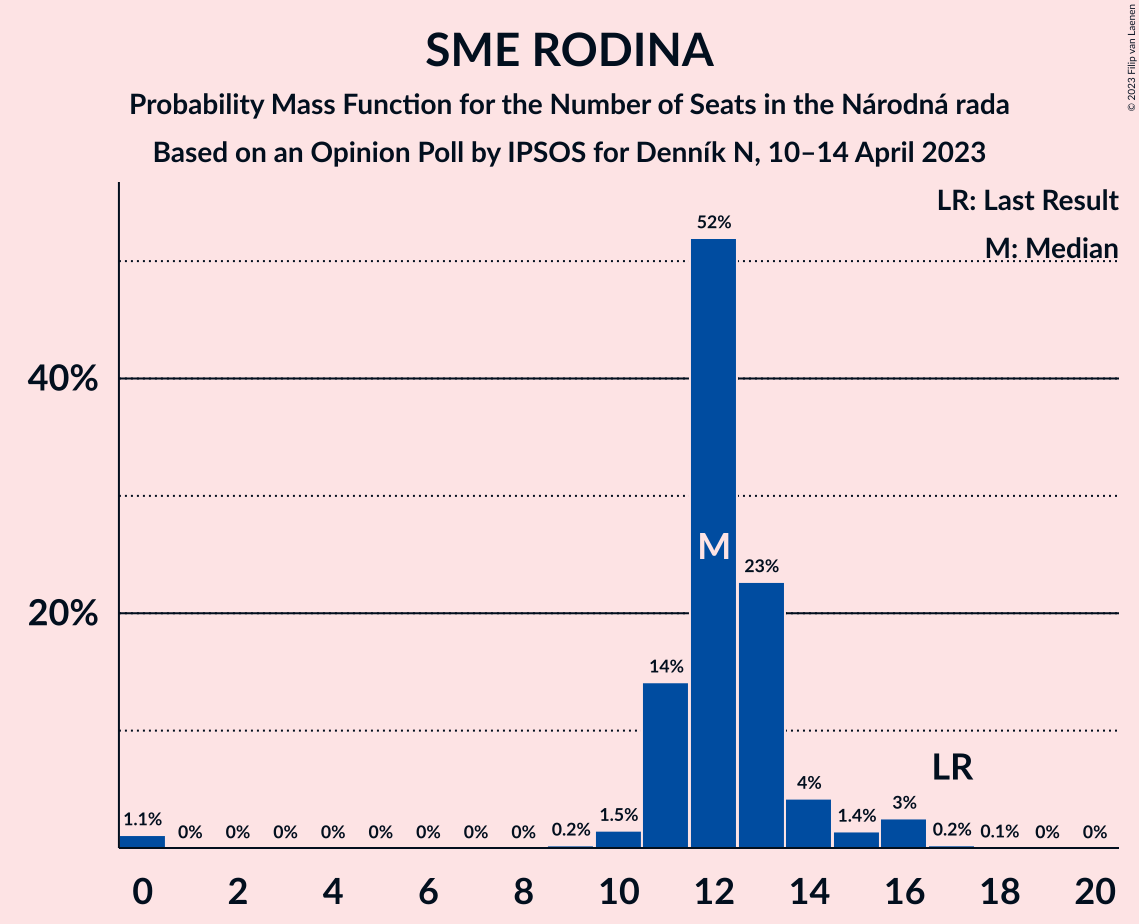 SME RODINA
Probability Mass Function for the Number of Seats in the Národná rada
Based on an Opinion Poll by IPSOS for Denník N, 10–14 April 2023
© 2023 Filip van Laenen
LR: Last Result
M: Median
52%
40%
M
23%
20%
14%
LR
4%
3%
1.5%
1.4%
1.1%
0% 0% 0% 0% 0% 0% 0% 0% 0.2% 0.2% 0.1% 0% 0%
0 2 4 6 8 10 12 14 16 18 20